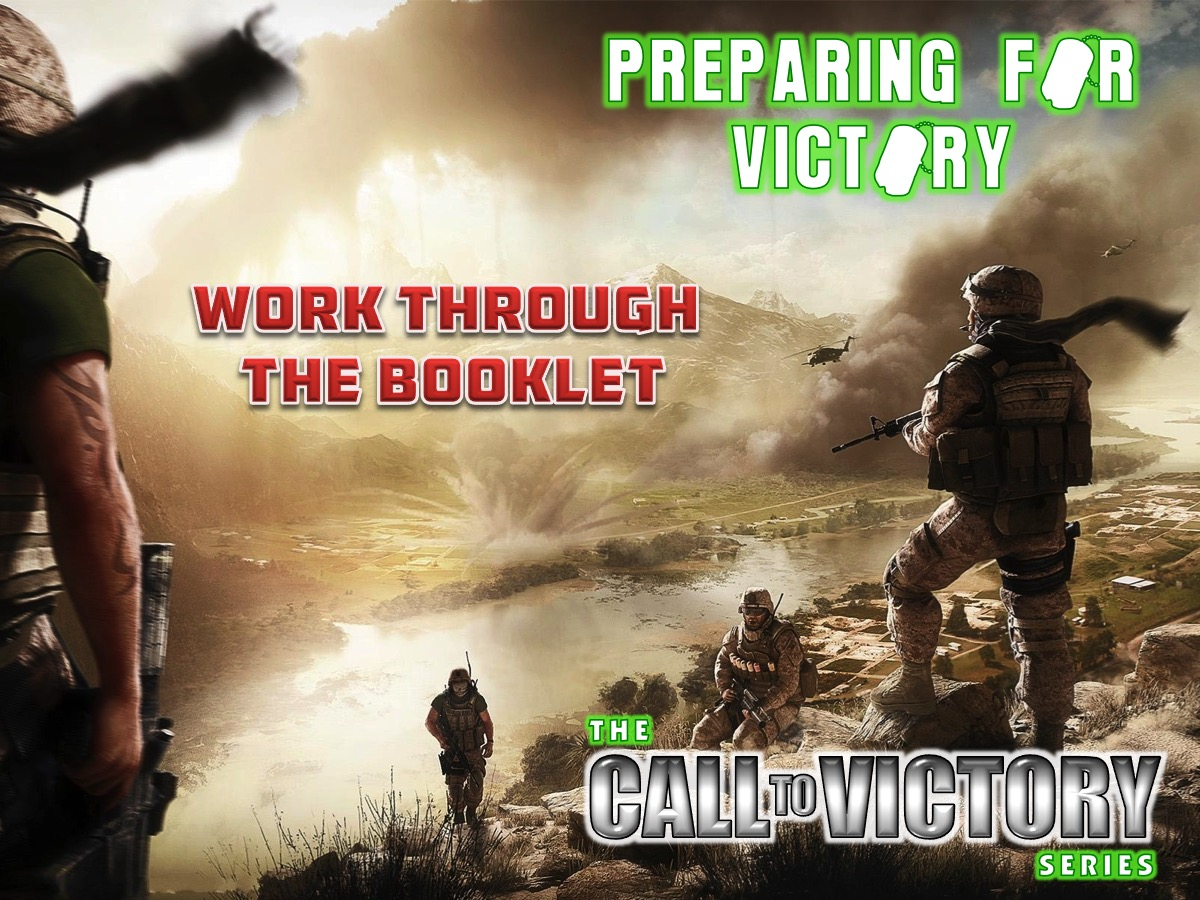 PREPARING FOR
VICTORY
WORK THROUGH
THE BOOKLET
THE
CALL TO VICTORY
SERIES